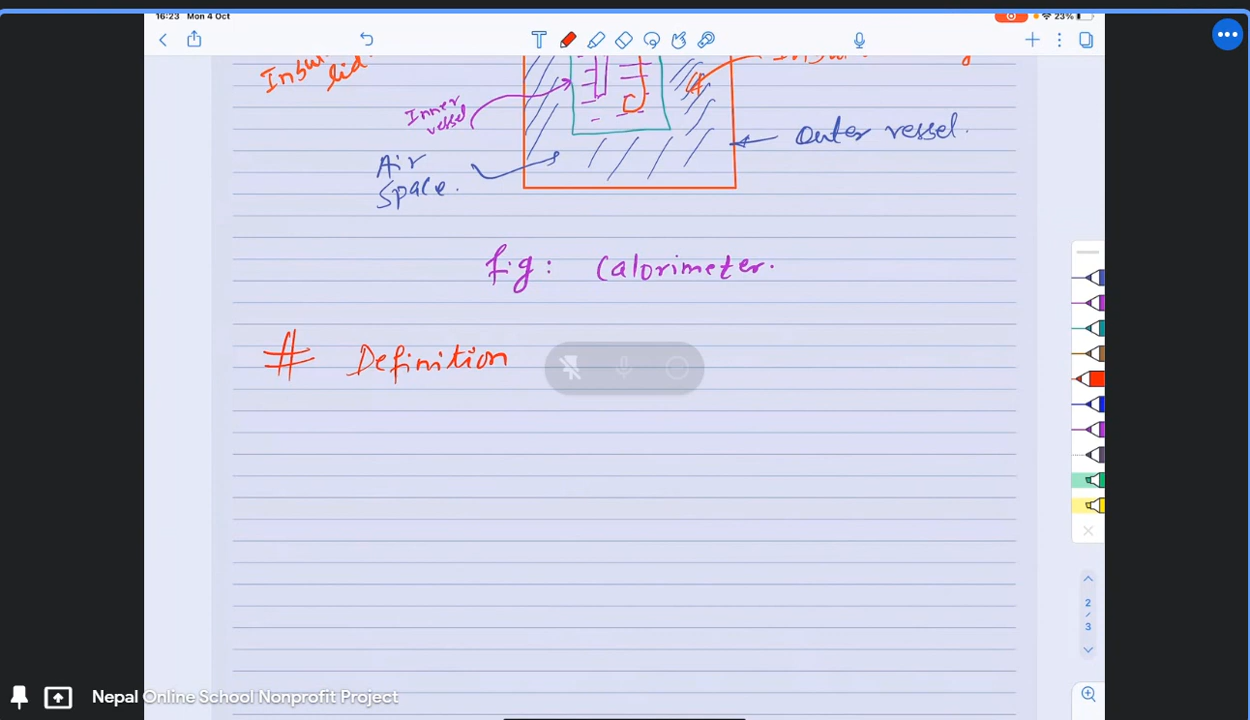 16:23 Mon 4 Oct
23%
lid.
Inner
vessel
Outer vessel.
Air
space.
fig: Calorimeter.
# Definition
2
/
3
Nepal Online School Nonprofit Project